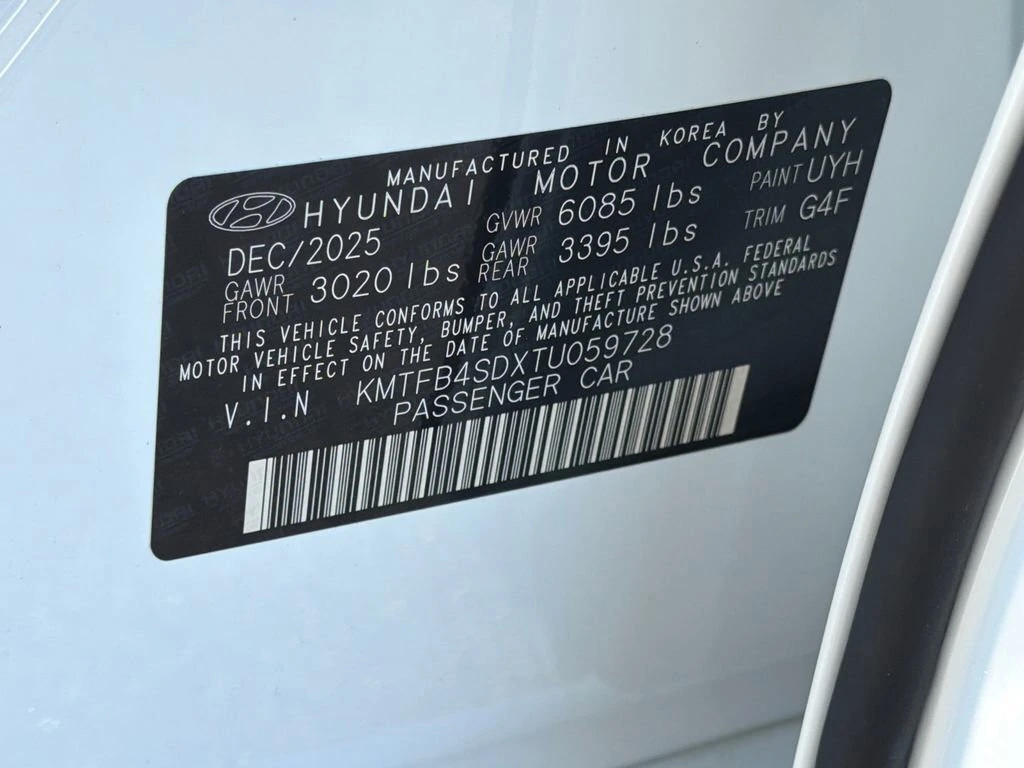 MANUFACTURED IN KOREA BY
HYUNDAI MOTOR COMPANY
DEC/2025 GVWR 6085 lbs PAINT UYH
GAWR FRONT 3020 lbs GAWR REAR 3395 lbs TRIM G4F
THIS VEHICLE CONFORMS TO ALL APPLICABLE U.S.A. FEDERAL
MOTOR VEHICLE SAFETY, BUMPER, AND THEFT PREVENTION STANDARDS
IN EFFECT ON THE DATE OF MANUFACTURE SHOWN ABOVE
V.I.N KMTFB4SDXTU059728
PASSENGER CAR